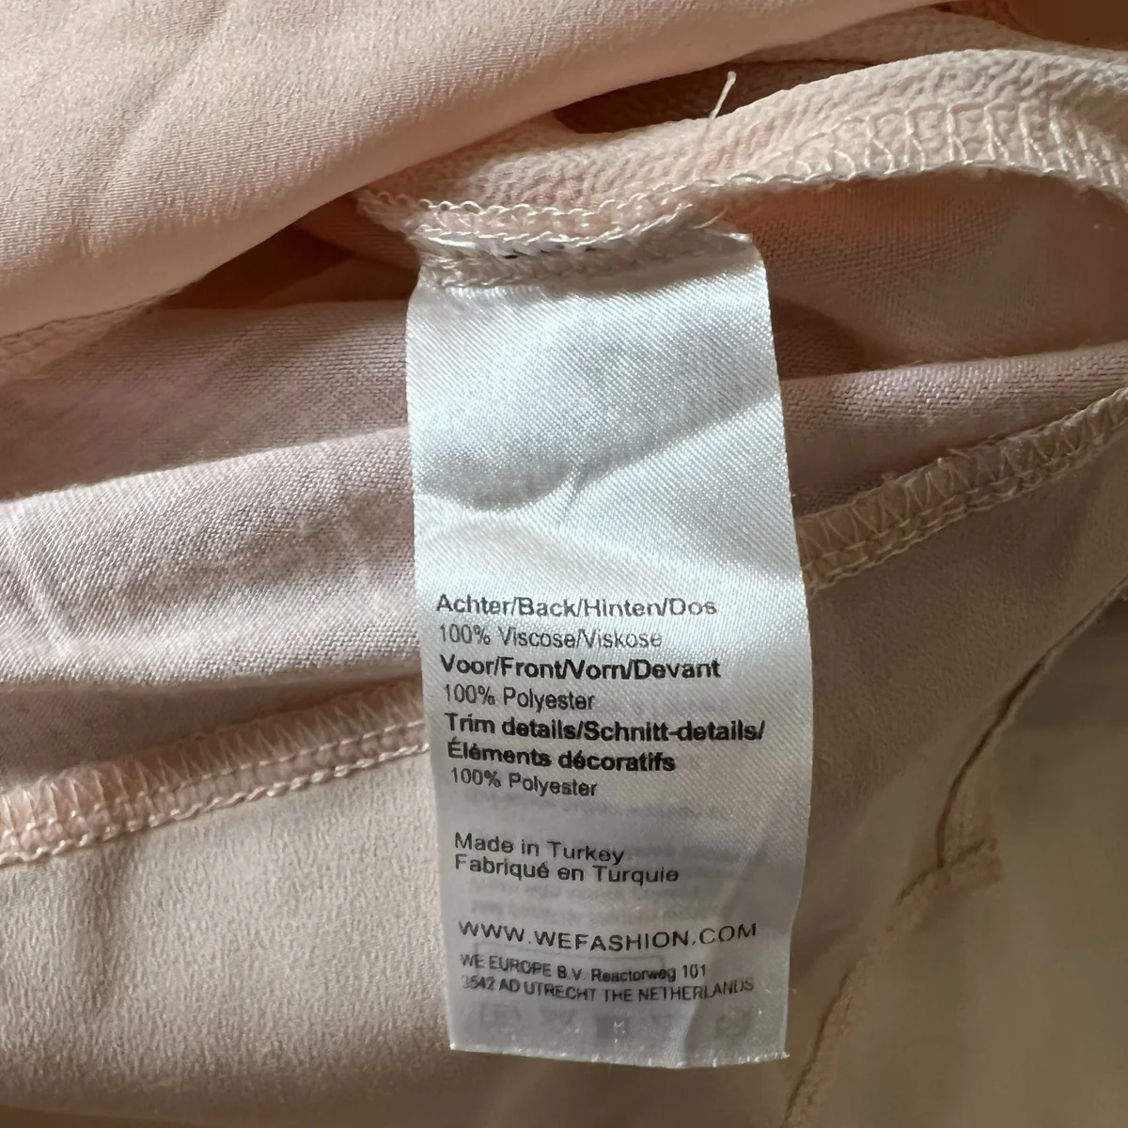 Achter/Back/Hinten/Dos
100% Viscose/Viskose
Voor/Front/Vorn/Devant
100% Polyester
Trim details/Schnitt-details/
Éléments décoratifs
100% Polyester
Made in Turkey
Fabriqué en Turquie
WWW.WEFASHION.COM
WE EUROPE B.V. Reactorweg 101
3542 AD UTRECHT THE NETHERLANDS